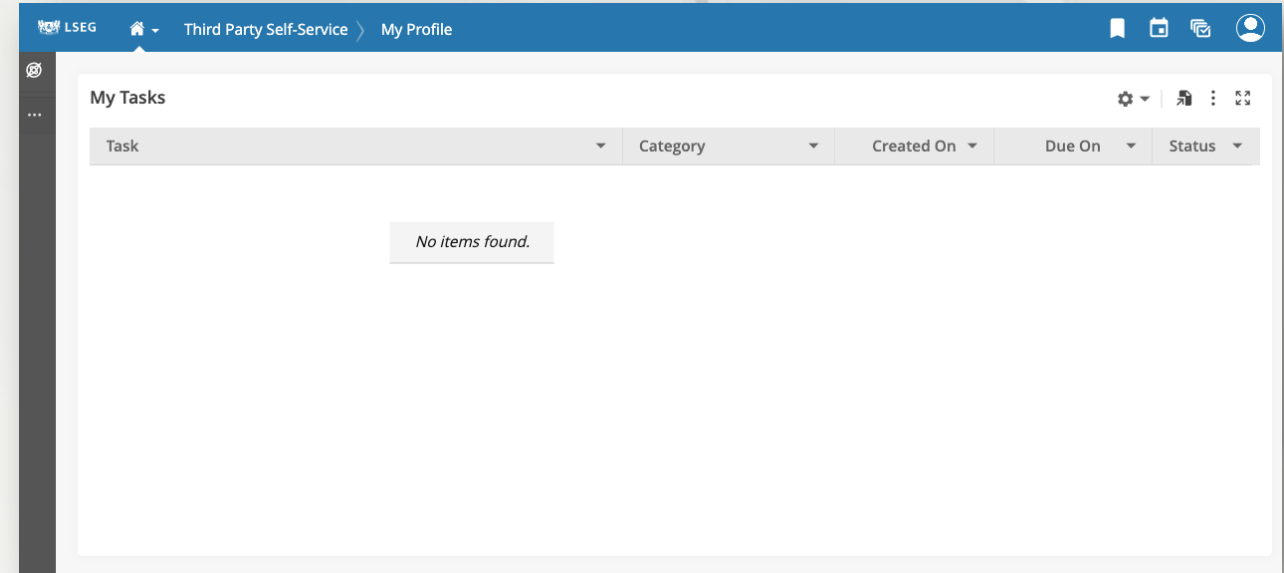 LSEG Third Party Self-Service My Profile
My Tasks
Task Category Created On Due On Status
No items found.